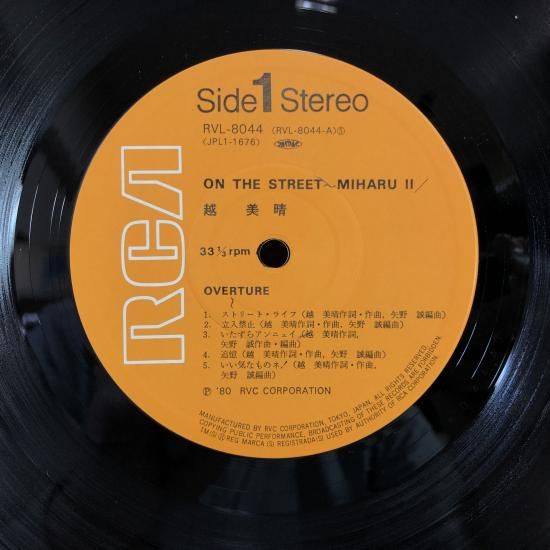 Side 1 Stereo
RVL-8044 (RVL-8044-A)Ⓢ
(JPL1-1676)
RCA
ON THE STREET~MIHARU II/
越 美晴
33 ⅓ rpm
OVERTURE
~
1. ストリート・ライフ(越 美晴作詞・作曲, 矢野 誠編曲)
2. 立入禁止(越 美晴作詞・作曲, 矢野 誠編曲)
3. いたずらアンニュイ(越 美晴作詞,
矢野 誠作曲・編曲)
4. 追憶(越 美晴作詞・作曲, 矢野 誠編曲)
5. いい気なものネ!(越 美晴作詞・作曲,
矢野 誠編曲)
Ⓟ '80 RVC CORPORATION
MANUFACTURED BY RVC CORPORATION, TOKYO, JAPAN. ALL RIGHTS RESERVED.
COPYING PUBLIC PERFORMANCE, BROADCASTING OF THESE RECORDS ARE FORBIDDEN.
TM(S)Ⓡ REG MARCA(S) REGISTRADA(S) USED BY AUTHORITY OF RCA CORPORATION.